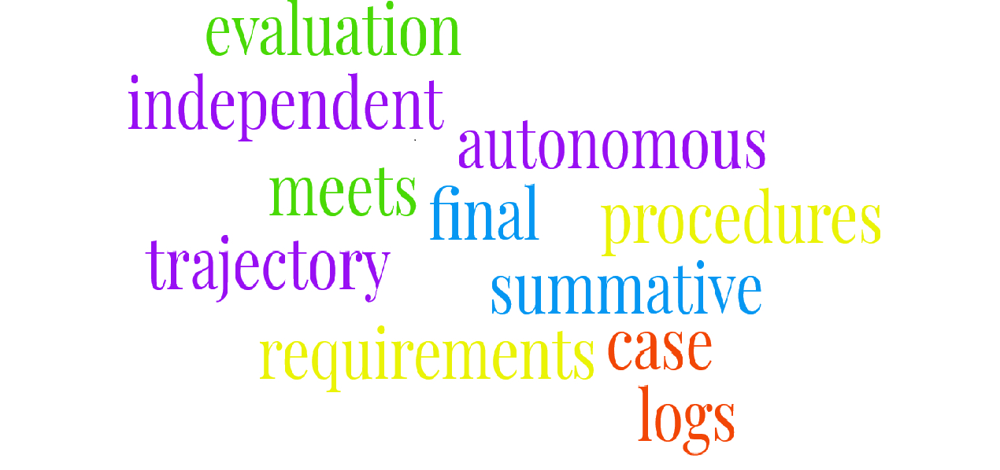 evaluation
independent
autonomous
meets
final
procedures
trajectory
summative
requirements
case
logs